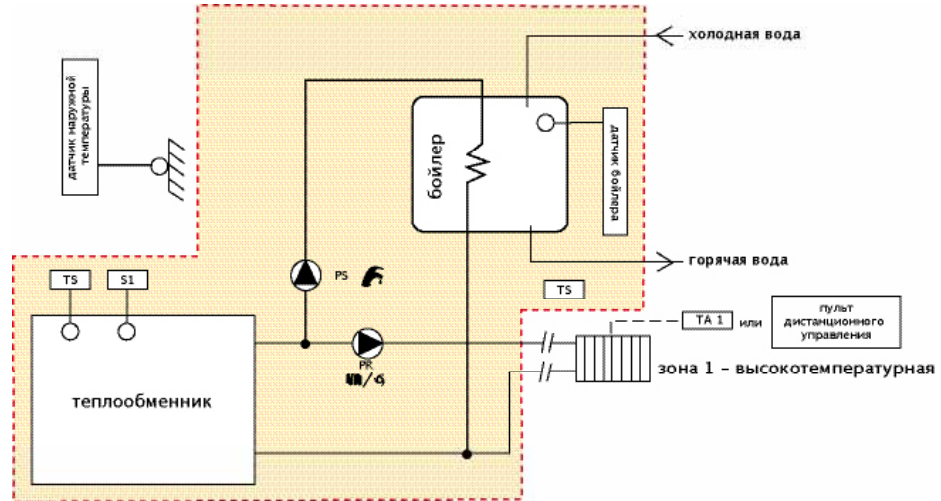 холодная вода
датчик наружной
температуры
бойлер
датчик бойлера
горячая вода
TS
S1
PS
TS
TA 1 или
пульт
дистанционного
управления
PR
зона 1 – высокотемпературная
теплообменник